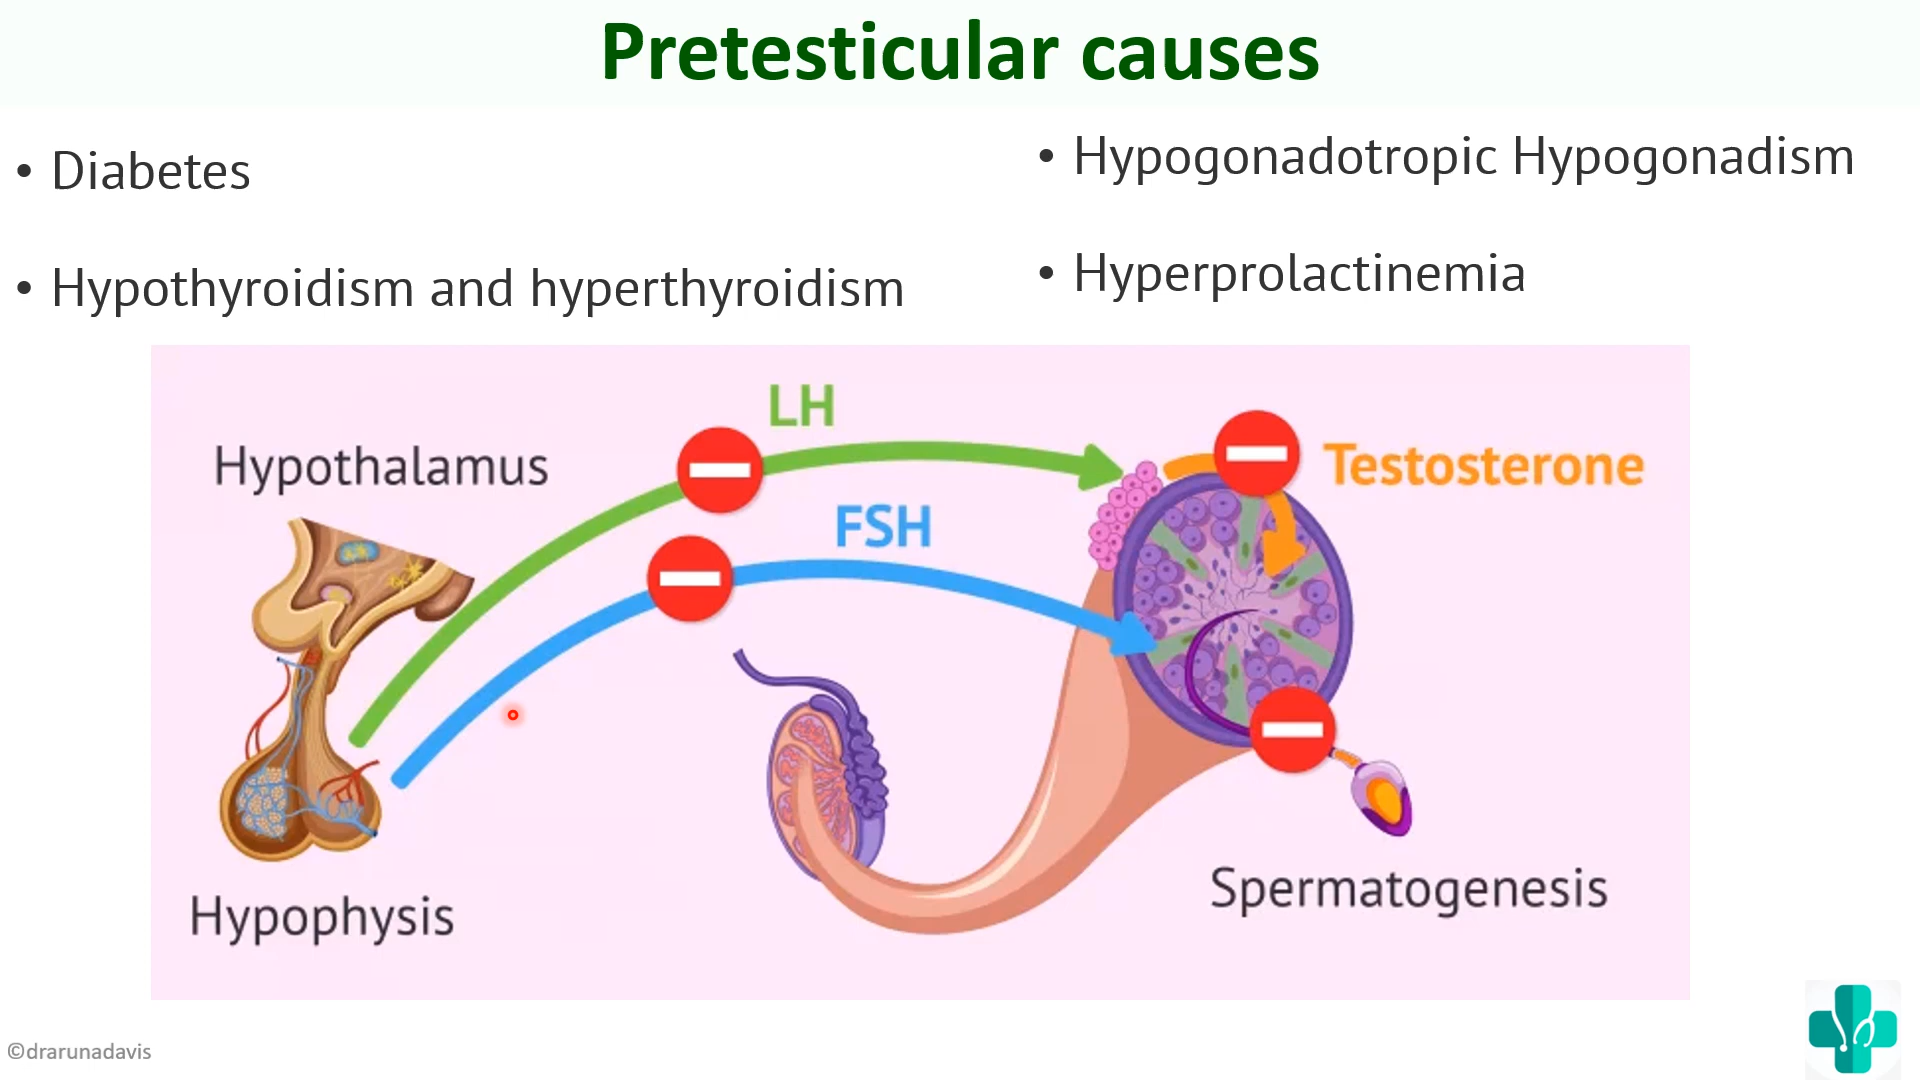 Pretesticular causes
• Diabetes
• Hypothyroidism and hyperthyroidism
• Hypogonadotropic Hypogonadism
• Hyperprolactinemia
LH
Hypothalamus
Testosterone
FSH
Spermatogenesis
Hypophysis
©drarunadavis